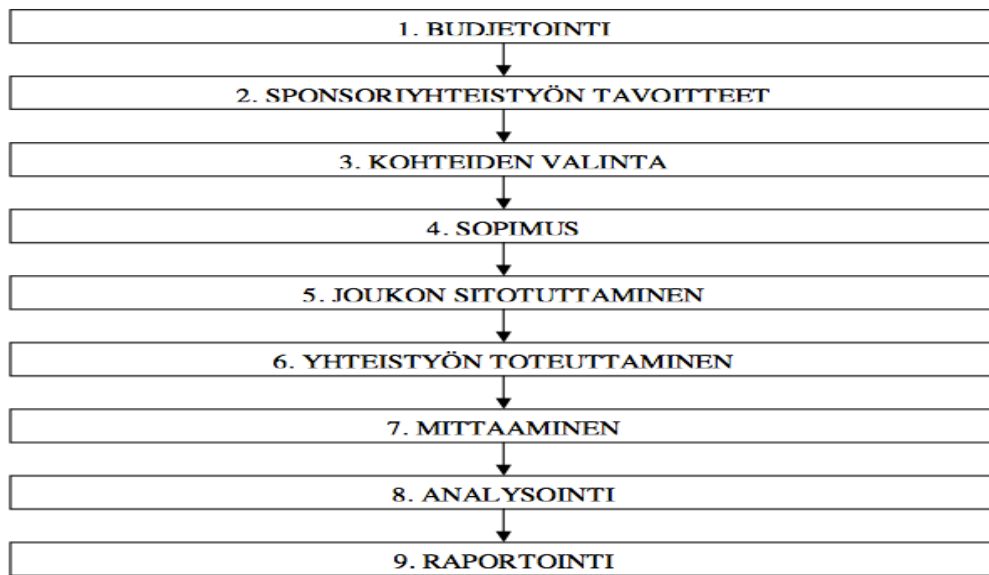 1. BUDJETOINTI
2. SPONSORIYHTEISTYÖN TAVOITTEET
3. KOHTEIDEN VALINTA
4. SOPIMUS
5. JOUKON SITOTUTTAMINEN
6. YHTEISTYÖN TOTEUTTAMINEN
7. MITTAAMINEN
8. ANALYSOINTI
9. RAPORTOINTI